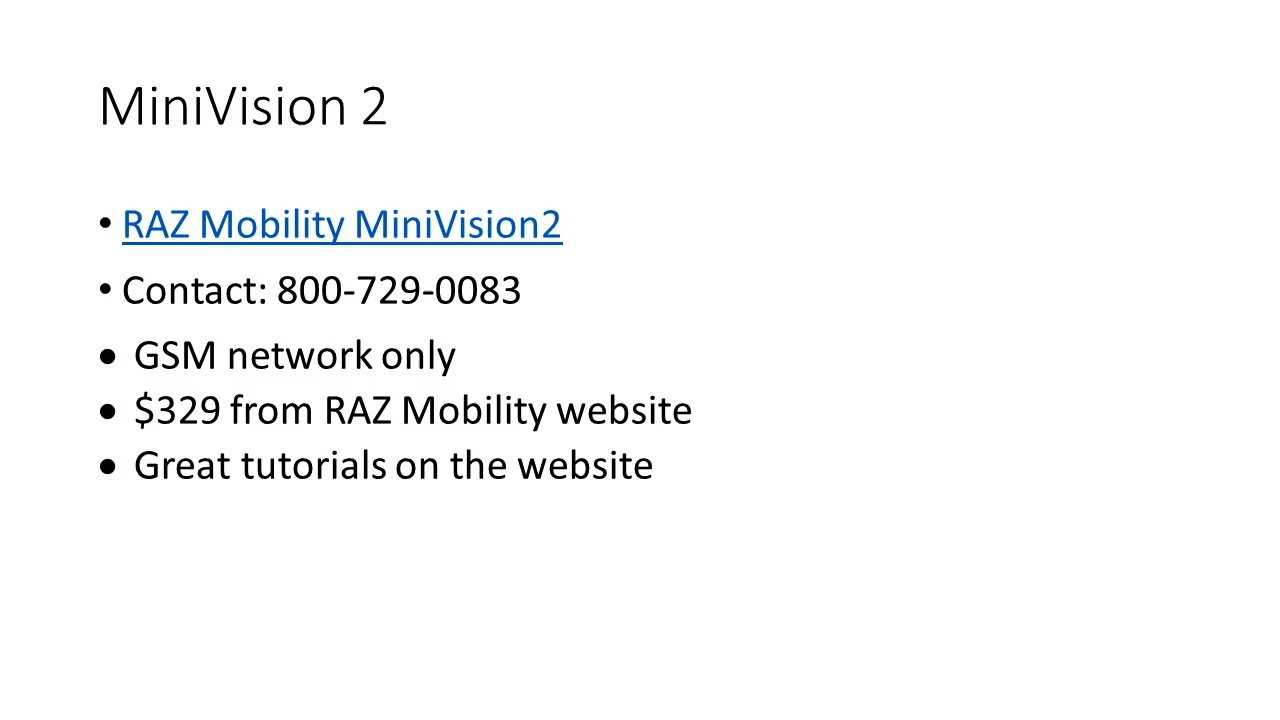 MiniVision 2
• RAZ Mobility MiniVision2
• Contact: 800-729-0083
• GSM network only
• $329 from RAZ Mobility website
• Great tutorials on the website